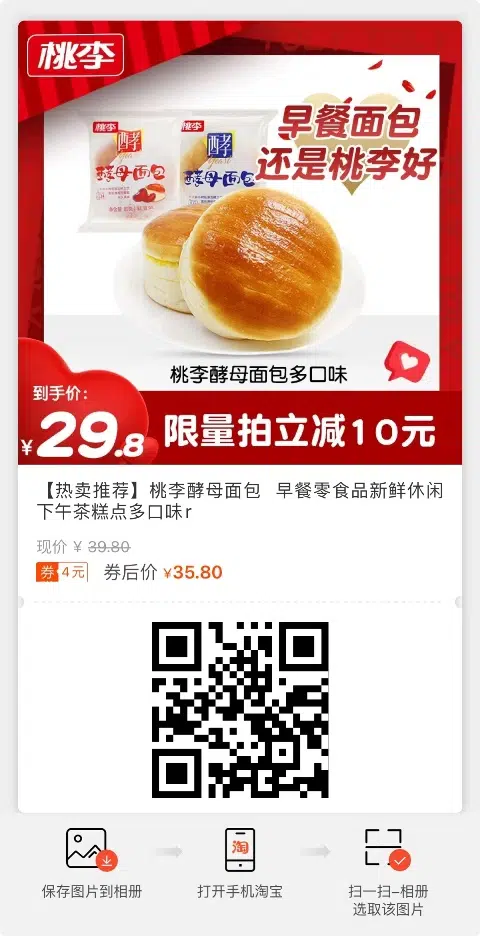 桃李
早餐面包
还是桃李好
桃李
桃李
酵
酵
酵母面包
酵母面包
桃李酵母面包多口味
到手价:
¥29.8
限量拍立减10元
【热卖推荐】桃李酵母面包 早餐零食品新鲜休闲
下午茶糕点多口味r
现价 ¥ 39.80
券 4元 券后价 ¥35.80
淘
保存图片到相册
打开手机淘宝
扫一扫-相册
选取该图片